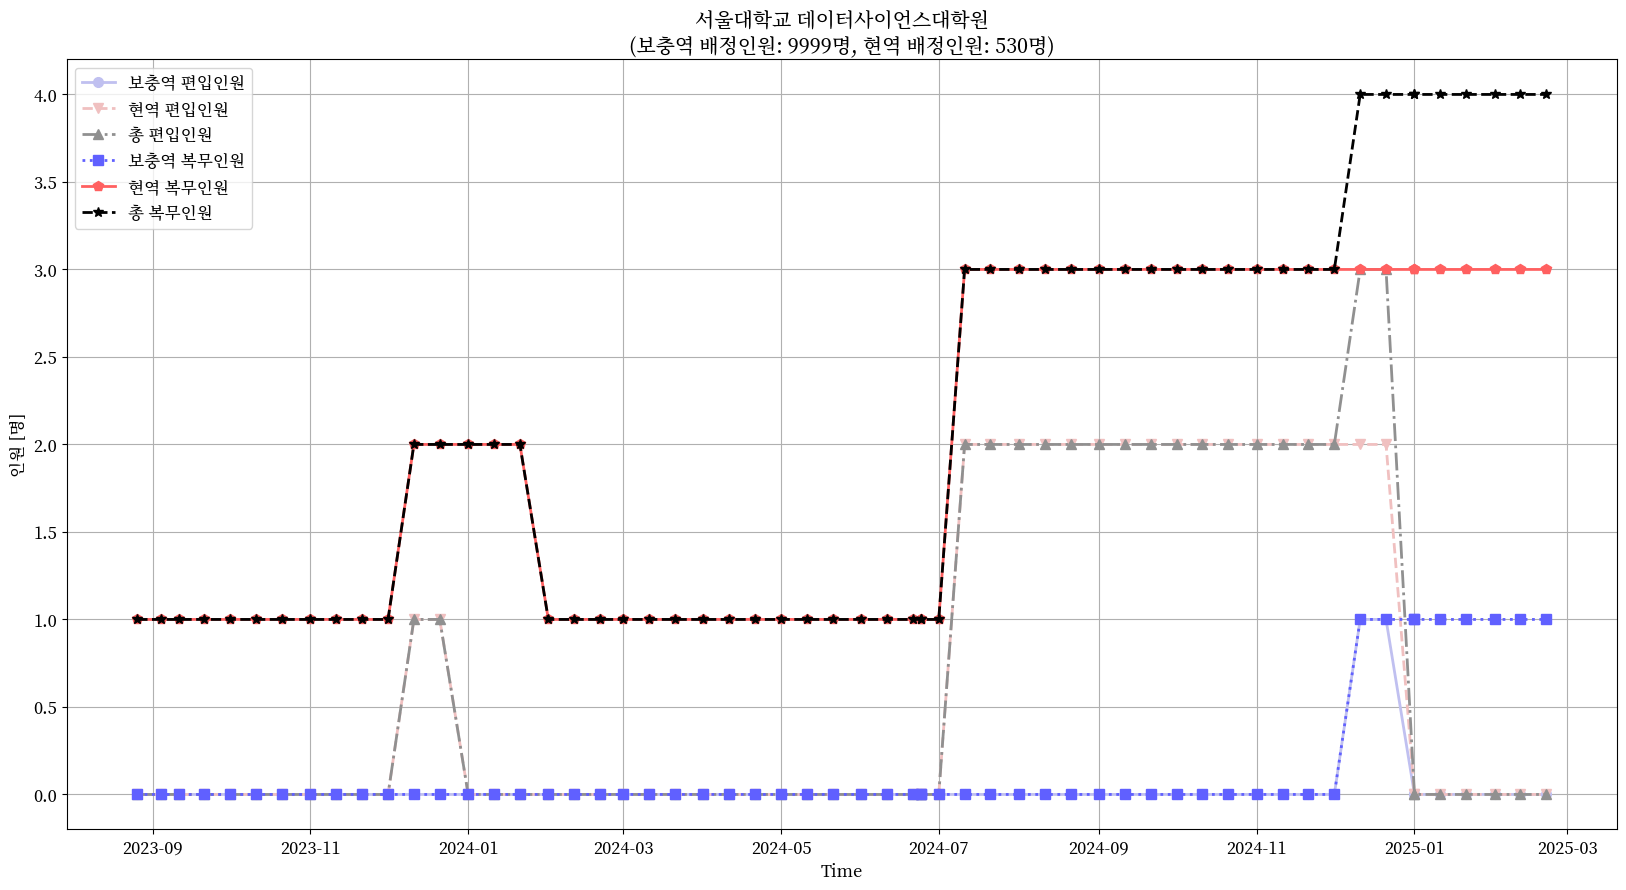 서울대학교 데이터사이언스대학원
(보충역 배정인원: 9999명, 현역 배정인원: 530명)
보충역 편입인원
현역 편입인원
총 편입인원
보충역 복무인원
현역 복무인원
총 복무인원
인원 [명]
4.0
3.5
3.0
2.5
2.0
1.5
1.0
0.5
0.0
2023-09 2023-11 2024-01 2024-03 2024-05 2024-07 2024-09 2024-11 2025-01 2025-03
Time